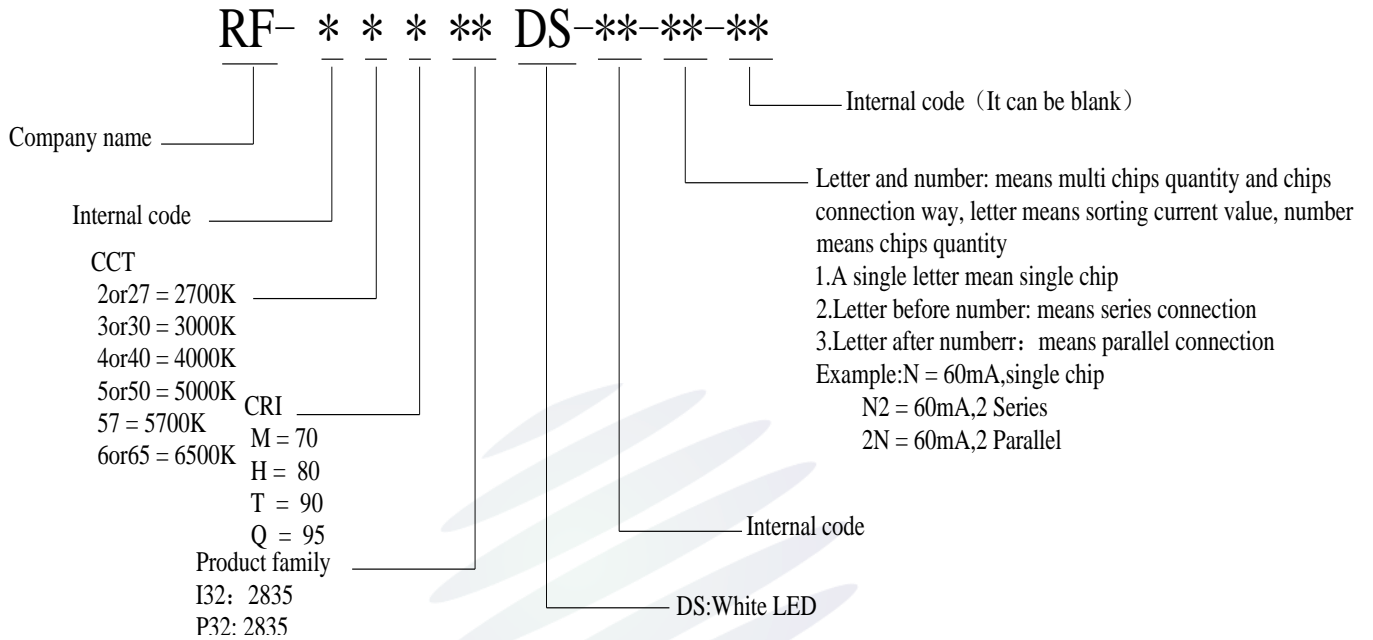 RF- * * * ** DS-**-**-**
Internal code（It can be blank）
Company name
Letter and number: means multi chips quantity and chips
connection way, letter means sorting current value, number
means chips quantity
1.A single letter mean single chip
2.Letter before number: means series connection
3.Letter after numberr：means parallel connection
Example:N = 60mA,single chip
N2 = 60mA,2 Series
2N = 60mA,2 Parallel
Internal code
CCT
2or27 = 2700K
3or30 = 3000K
4or40 = 4000K
5or50 = 5000K
57 = 5700K
6or65 = 6500K
CRI
M = 70
H = 80
T = 90
Q = 95
Internal code
Product family
I32：2835
P32: 2835
DS:White LED